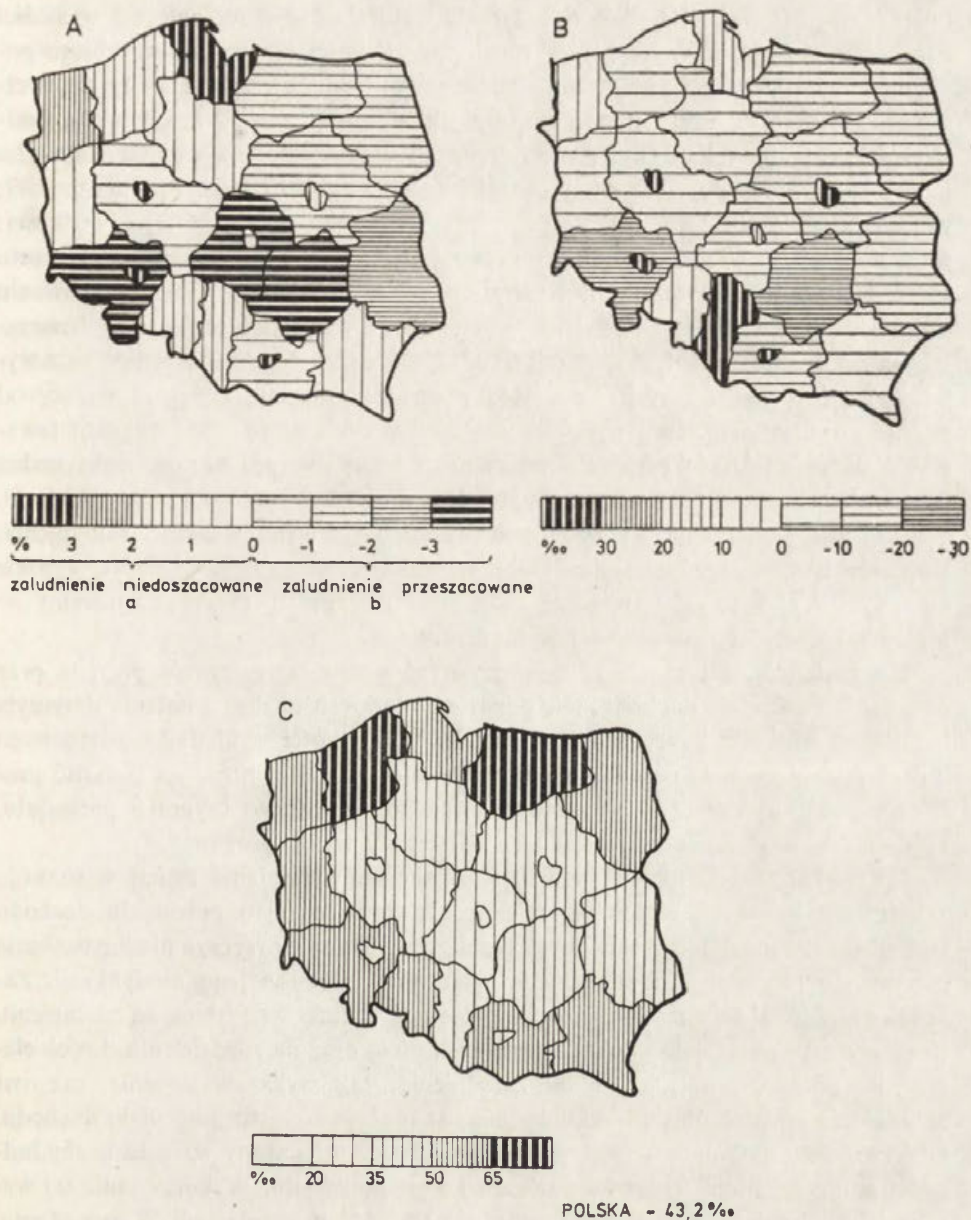 A
B
‰ 3 2 1 0 -1 -2 -3
30 20 10 0 -10 -20 -30
‰
zaludnienie niedoszacowane zaludnienie przeszacowane
a b
C
‰ 20 35 50 65
POLSKA - 43,2‰